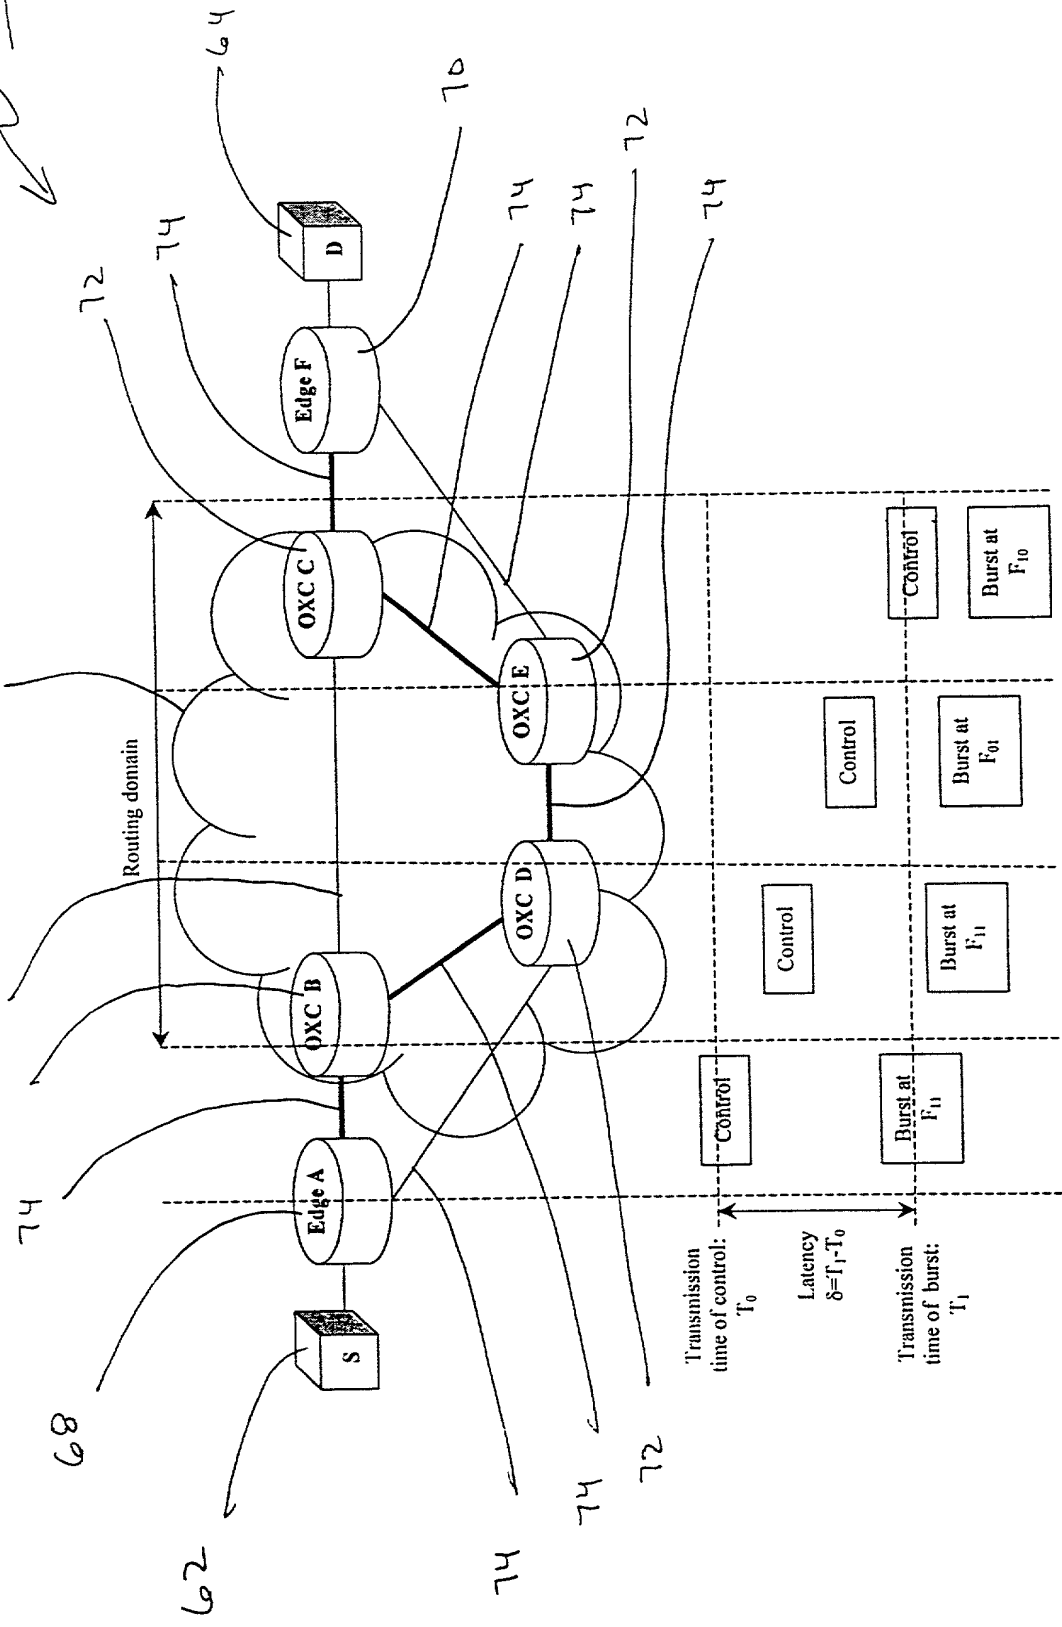 64
74
72
70
74
74
72
74
Routing domain
OXC C
Edge F
D
OXC B
OXC E
OXC D
Edge A
S
74
68
62
74
74
72
Transmission
time of control:
T0
Latency
δ=T1-T0
Transmission
time of burst:
T1
Control
Burst at
F11
Control
Burst at
F11
Control
Burst at
F01
Control
Burst at
F10